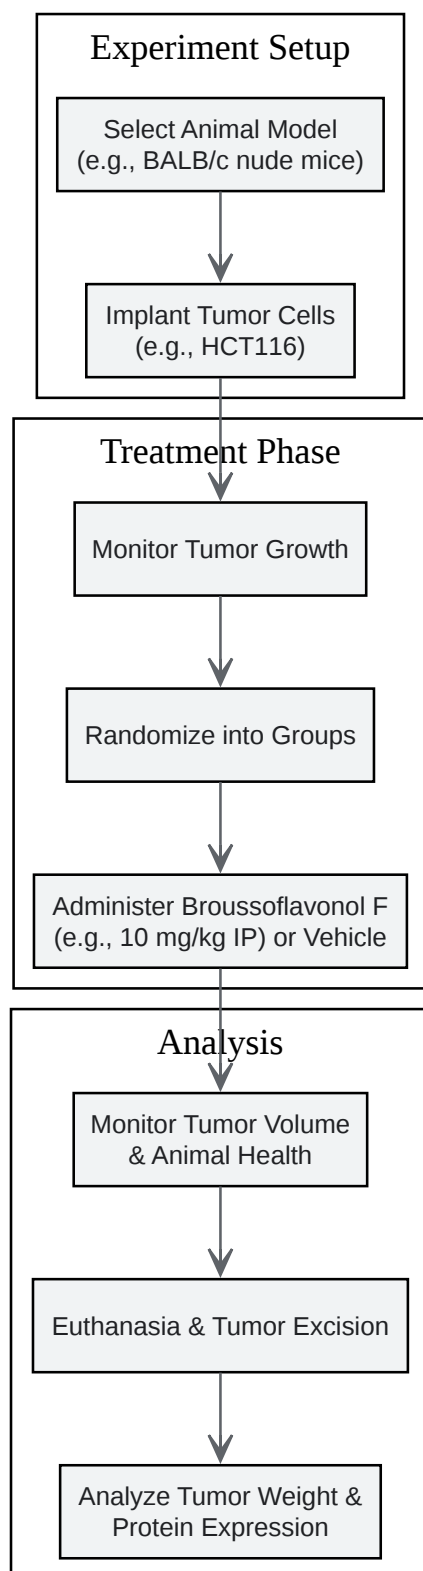 Experiment Setup
Select Animal Model
(e.g., BALB/c nude mice)
Implant Tumor Cells
(e.g., HCT116)
Treatment Phase
Monitor Tumor Growth
Randomize into Groups
Administer Broussoflavonol F
(e.g., 10 mg/kg IP) or Vehicle
Analysis
Monitor Tumor Volume
& Animal Health
Euthanasia & Tumor Excision
Analyze Tumor Weight &
Protein Expression